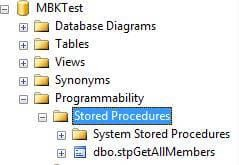 MBKTest
Database Diagrams
Tables
Views
Synonyms
Programmability
Stored Procedures
System Stored Procedures
dbo.stpGetAllMembers